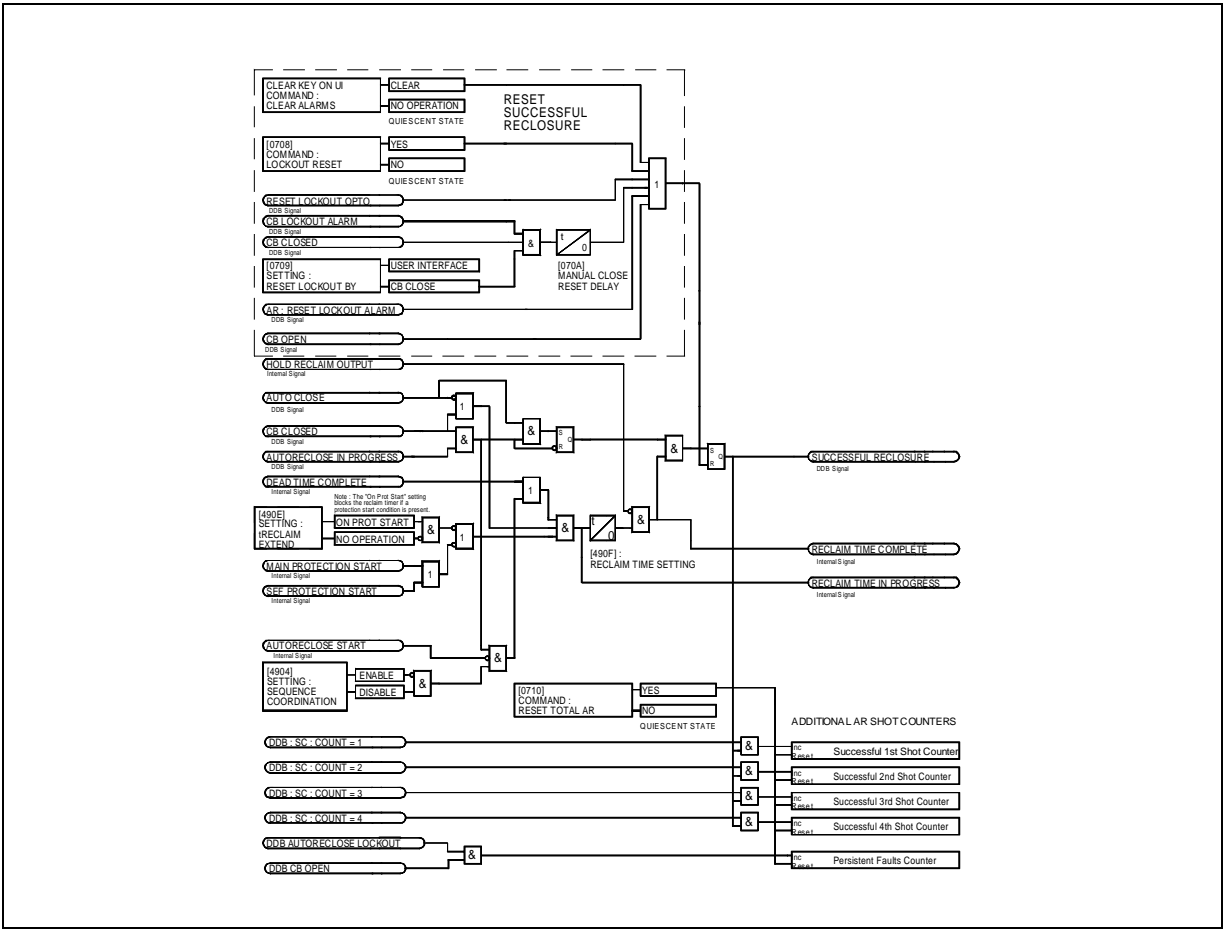 CLEAR KEY ON UI
COMMAND :
CLEAR ALARMS
CLEAR
NO OPERATION
QUIESCENT STATE
RESET
SUCCESSFUL
RECLOSURE
[0708]
COMMAND :
LOCKOUT RESET
YES
NO
QUIESCENT STATE
1
RESET LOCKOUT OPTO
DDB Signal
CB LOCKOUT ALARM
DDB Signal
CB CLOSED
DDB Signal
&
t
0
[0709]
SETTING :
RESET LOCKOUT BY
USER INTERFACE
CB CLOSE
[070A]
MANUAL CLOSE
RESET DELAY
AR : RESET LOCKOUT ALARM
DDB Signal
CB OPEN
DDB Signal
HOLD RECLAIM OUTPUT
Internal Signal
AUTO CLOSE
DDB Signal
1
CB CLOSED
DDB Signal
&
&
S
Q
R
&
S
Q
R
AUTORECLOSE IN PROGRESS
DDB Signal
SUCCESSFUL RECLOSURE
DDB Signal
DEAD TIME COMPLETE
Internal Signal
1
Note : The "On Prot Start" setting
blocks the reclaim timer if a
protection start condition is present.
[490E]
SETTING :
tRECLAIM
EXTEND
ON PROT START
NO OPERATION
&
1
&
t
0
&
[490F] :
RECLAIM TIME SETTING
RECLAIM TIME COMPLETE
Internal Signal
MAIN PROTECTION START
Internal Signal
1
SEF PROTECTION START
Internal Signal
RECLAIM TIME IN PROGRESS
Internal Signal
AUTORECLOSE START
Internal Signal
&
[4904]
SETTING :
SEQUENCE
COORDINATION
ENABLE
DISABLE
&
[0710]
COMMAND :
RESET TOTAL AR
YES
NO
QUIESCENT STATE
ADDITIONAL AR SHOT COUNTERS
DDB : SC : COUNT = 1
&
Inc
Reset
Successful 1st Shot Counter
DDB : SC : COUNT = 2
&
Inc
Reset
Successful 2nd Shot Counter
DDB : SC : COUNT = 3
&
Inc
Reset
Successful 3rd Shot Counter
DDB : SC : COUNT = 4
&
Inc
Reset
Successful 4th Shot Counter
DDB AUTORECLOSE LOCKOUT
DDB CB OPEN
&
Inc
Reset
Persistent Faults Counter